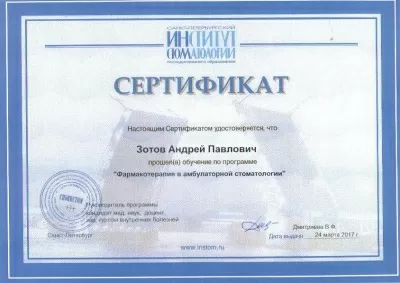 САНКТ-ПЕТЕРБУРГСКИЙ
ИНСТИТУТ
СТОМАТОЛОГИИ
последипломного образования
СЕРТИФИКАТ
Настоящим Сертификатом удостоверяется, что
Зотов Андрей Павлович
прошел(а) обучение по программе
"Фармакотерапия в амбулаторной стоматологии"
Руководитель программы
кандидат мед. наук, доцент,
зав. курсом внутренних болезней
Дмитриева В.Ф.
Санкт-Петербург
Дата выдачи 24 марта 2017 г.
www.instom.ru